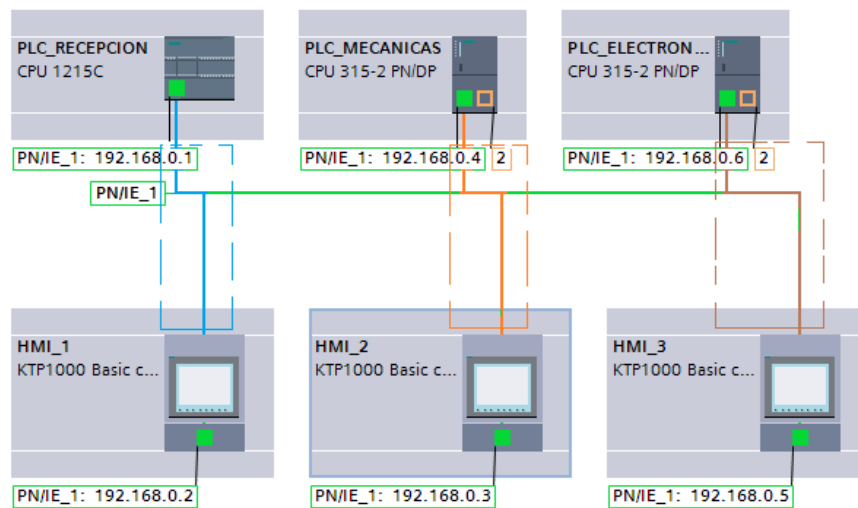 PLC_RECEPCION
CPU 1215C
PLC_MECANICAS
CPU 315-2 PN/DP
PLC_ELECTRON ...
CPU 315-2 PN/DP
PN/IE_1: 192.168.0.1
PN/IE_1: 192.168.0.4
2
PN/IE_1: 192.168.0.6
2
PN/IE_1
HMI_1
KTP1000 Basic c...
HMI_2
KTP1000 Basic c...
HMI_3
KTP1000 Basic c...
PN/IE_1: 192.168.0.2
PN/IE_1: 192.168.0.3
PN/IE_1: 192.168.0.5